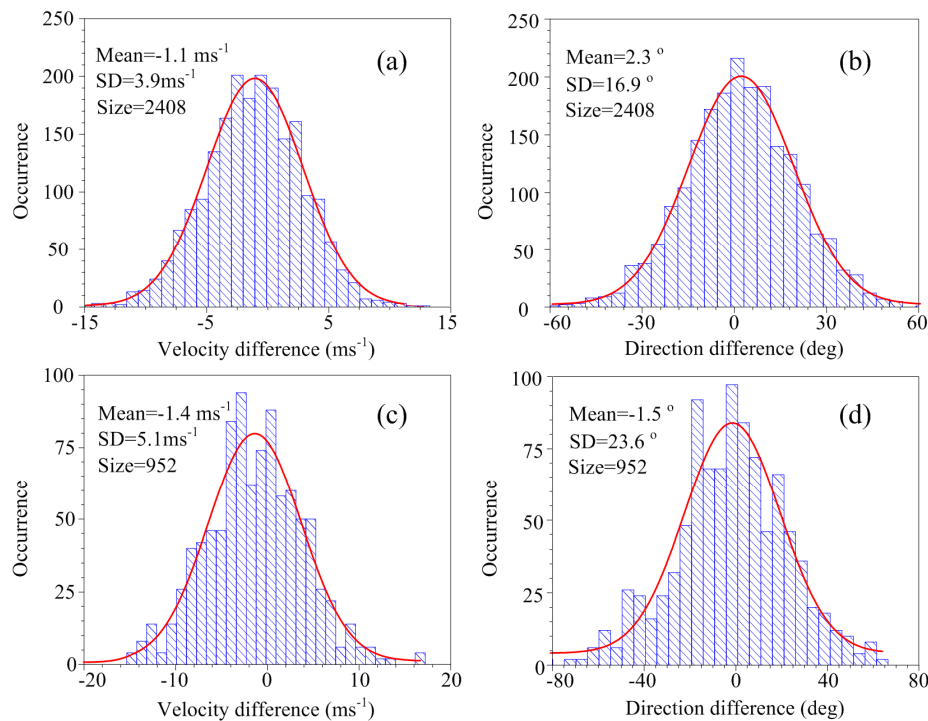 (a)
Mean=-1.1 ms⁻¹
SD=3.9ms⁻¹
Size=2408
250
200
150
100
50
0
Occurrence
-15 -5 5 15
Velocity difference (ms⁻¹)
(b)
Mean=2.3 °
SD=16.9 °
Size=2408
250
200
150
100
50
0
Occurrence
-60 -30 0 30 60
Direction difference (deg)
(c)
Mean=-1.4 ms⁻¹
SD=5.1ms⁻¹
Size=952
100
75
50
25
0
Occurrence
-20 -10 0 10 20
Velocity difference (ms⁻¹)
(d)
Mean=-1.5 °
SD=23.6 °
Size=952
100
75
50
25
0
Occurrence
-80 -40 0 40 80
Direction difference (deg)